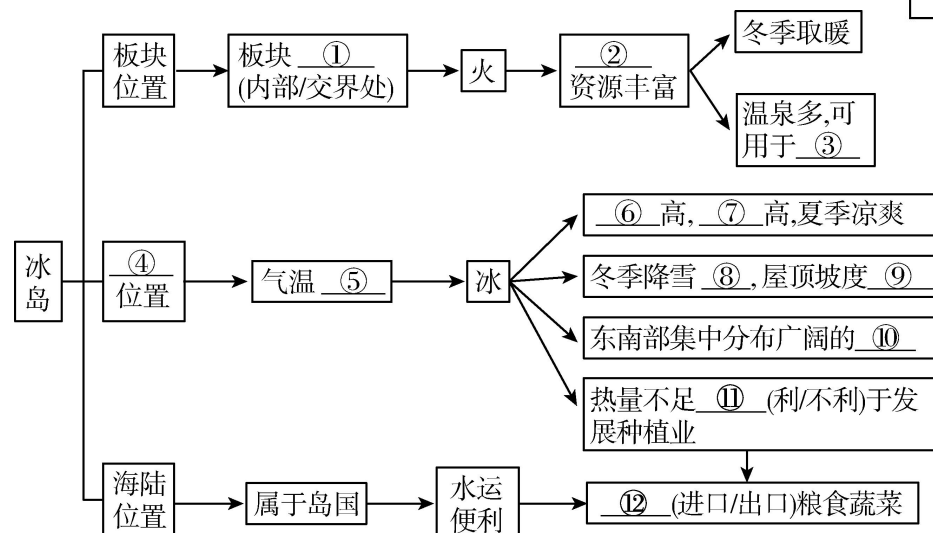 冰
岛
板块
位置
板块 ①
(内部/交界处)
火
②
资源丰富
冬季取暖
温泉多,可
用于 ③
④
位置
气温 ⑤
冰
⑥ 高, ⑦ 高,夏季凉爽
冬季降雪 ⑧ , 屋顶坡度 ⑨
东南部集中分布广阔的 ⑩
热量不足 ⑪ (利/不利)于发
展种植业
海陆
位置
属于岛国
水运
便利
⑫ (进口/出口)粮食蔬菜